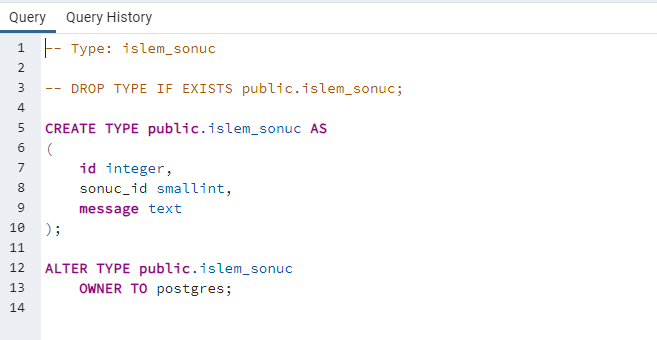 Query Query History
1 -- Type: islem_sonuc
2
3 -- DROP TYPE IF EXISTS public.islem_sonuc;
4
5 CREATE TYPE public.islem_sonuc AS
6 (
7     id integer,
8     sonuc_id smallint,
9     message text
10 );
11
12 ALTER TYPE public.islem_sonuc
13     OWNER TO postgres;
14